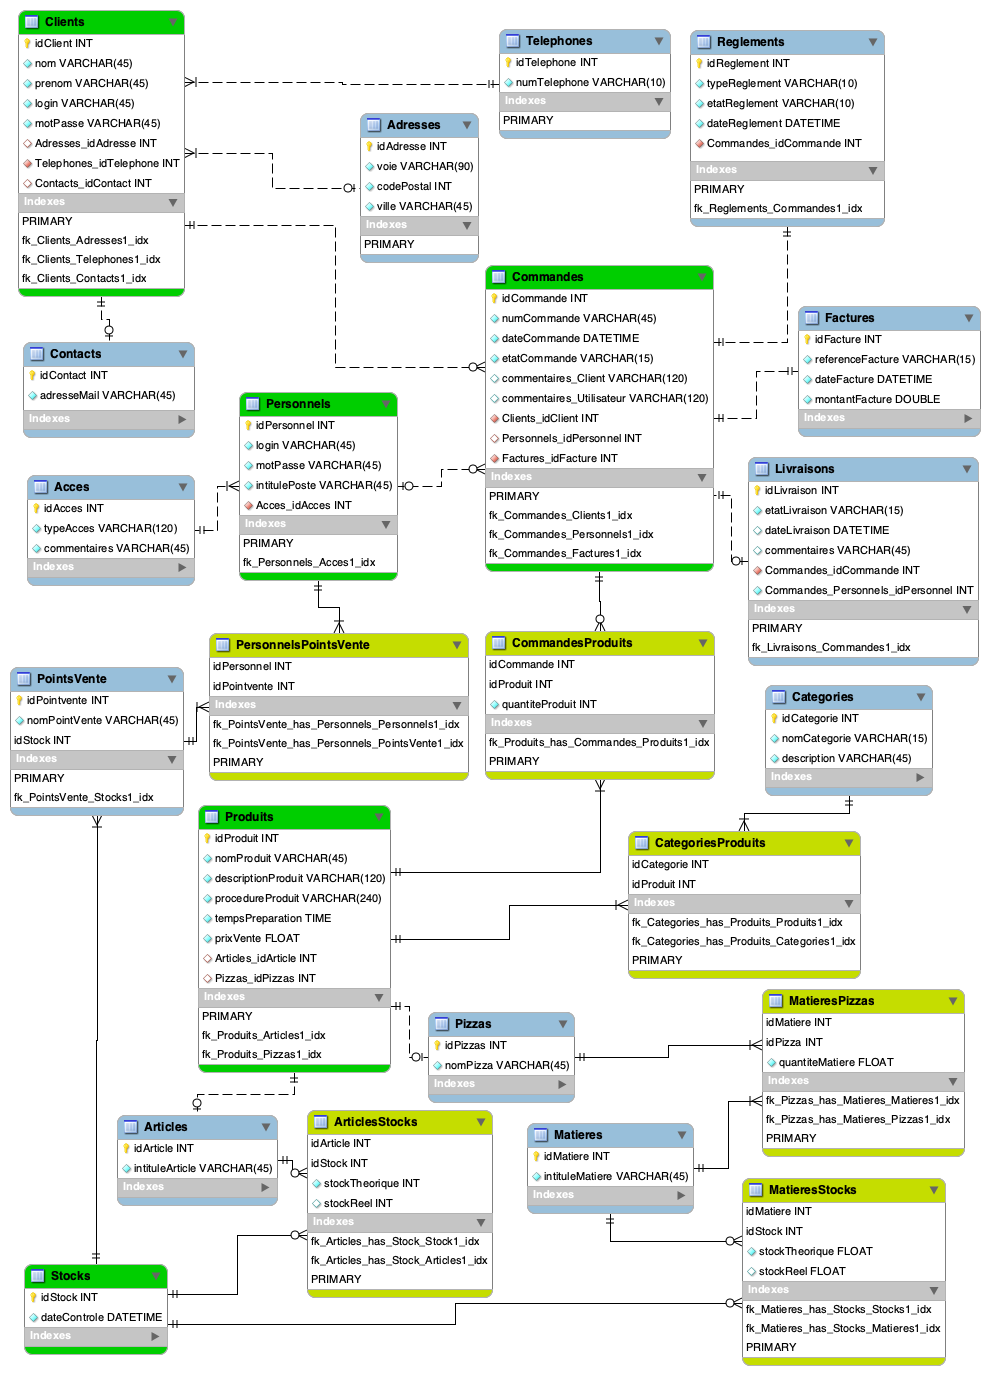 Clients
idClient INT
nom VARCHAR(45)
prenom VARCHAR(45)
login VARCHAR(45)
motPasse VARCHAR(45)
Adresses_idAdresse INT
Telephones_idTelephone INT
Contacts_idContact INT
Indexes
PRIMARY
fk_Clients_Adresses1_idx
fk_Clients_Telephones1_idx
fk_Clients_Contacts1_idx
Telephones
idTelephone INT
numTelephone VARCHAR(10)
Indexes
PRIMARY
Reglements
idReglement INT
typeReglement VARCHAR(10)
etatReglement VARCHAR(10)
dateReglement DATETIME
Commandes_idCommande INT
Indexes
PRIMARY
fk_Reglements_Commandes1_idx
Adresses
idAdresse INT
voie VARCHAR(90)
codePostal INT
ville VARCHAR(45)
Indexes
PRIMARY
Commandes
idCommande INT
numCommande VARCHAR(45)
dateCommande DATETIME
etatCommande VARCHAR(15)
commentaires_Client VARCHAR(120)
commentaires_Utilisateur VARCHAR(120)
Clients_idClient INT
Personnels_idPersonnel INT
Factures_idFacture INT
Indexes
PRIMARY
fk_Commandes_Clients1_idx
fk_Commandes_Personnels1_idx
fk_Commandes_Factures1_idx
Factures
idFacture INT
referenceFacture VARCHAR(15)
dateFacture DATETIME
montantFacture DOUBLE
Indexes
Contacts
idContact INT
adresseMail VARCHAR(45)
Indexes
Personnels
idPersonnel INT
login VARCHAR(45)
motPasse VARCHAR(45)
intitulePoste VARCHAR(45)
Acces_idAcces INT
Indexes
PRIMARY
fk_Personnels_Acces1_idx
Acces
idAcces INT
typeAcces VARCHAR(120)
commentaires VARCHAR(45)
Indexes
Livraisons
idLivraison INT
etatLivraison VARCHAR(15)
dateLivraison DATETIME
commentaires VARCHAR(45)
Commandes_idCommande INT
Commandes_Personnels_idPersonnel INT
Indexes
PRIMARY
fk_Livraisons_Commandes1_idx
PersonnelsPointsVente
idPersonnel INT
idPointvente INT
Indexes
fk_PointsVente_has_Personnels_Personnels1_idx
fk_PointsVente_has_Personnels_PointsVente1_idx
PRIMARY
CommandesProduits
idCommande INT
idProduit INT
quantiteProduit INT
Indexes
fk_Produits_has_Commandes_Produits1_idx
PRIMARY
PointsVente
idPointvente INT
nomPointVente VARCHAR(45)
idStock INT
Indexes
PRIMARY
fk_PointsVente_Stocks1_idx
Categories
idCategorie INT
nomCategorie VARCHAR(15)
description VARCHAR(45)
Indexes
Produits
idProduit INT
nomProduit VARCHAR(45)
descriptionProduit VARCHAR(120)
procedureProduit VARCHAR(240)
tempsPreparation TIME
prixVente FLOAT
Articles_idArticle INT
Pizzas_idPizzas INT
Indexes
PRIMARY
fk_Produits_Articles1_idx
fk_Produits_Pizzas1_idx
CategoriesProduits
idCategorie INT
idProduit INT
Indexes
fk_Categories_has_Produits_Produits1_idx
fk_Categories_has_Produits_Categories1_idx
PRIMARY
MatieresPizzas
idMatiere INT
idPizza INT
quantiteMatiere FLOAT
Indexes
fk_Pizzas_has_Matieres_Matieres1_idx
fk_Pizzas_has_Matieres_Pizzas1_idx
PRIMARY
Pizzas
idPizzas INT
nomPizza VARCHAR(45)
Indexes
Articles
idArticle INT
intituleArticle VARCHAR(45)
Indexes
ArticlesStocks
idArticle INT
idStock INT
stockTheorique INT
stockReel INT
Indexes
fk_Articles_has_Stock_Stock1_idx
fk_Articles_has_Stock_Articles1_idx
PRIMARY
Matieres
idMatiere INT
intituleMatiere VARCHAR(45)
Indexes
MatieresStocks
idMatiere INT
idStock INT
stockTheorique FLOAT
stockReel FLOAT
Indexes
fk_Matieres_has_Stocks_Stocks1_idx
fk_Matieres_has_Stocks_Matieres1_idx
PRIMARY
Stocks
idStock INT
dateControle DATETIME
Indexes